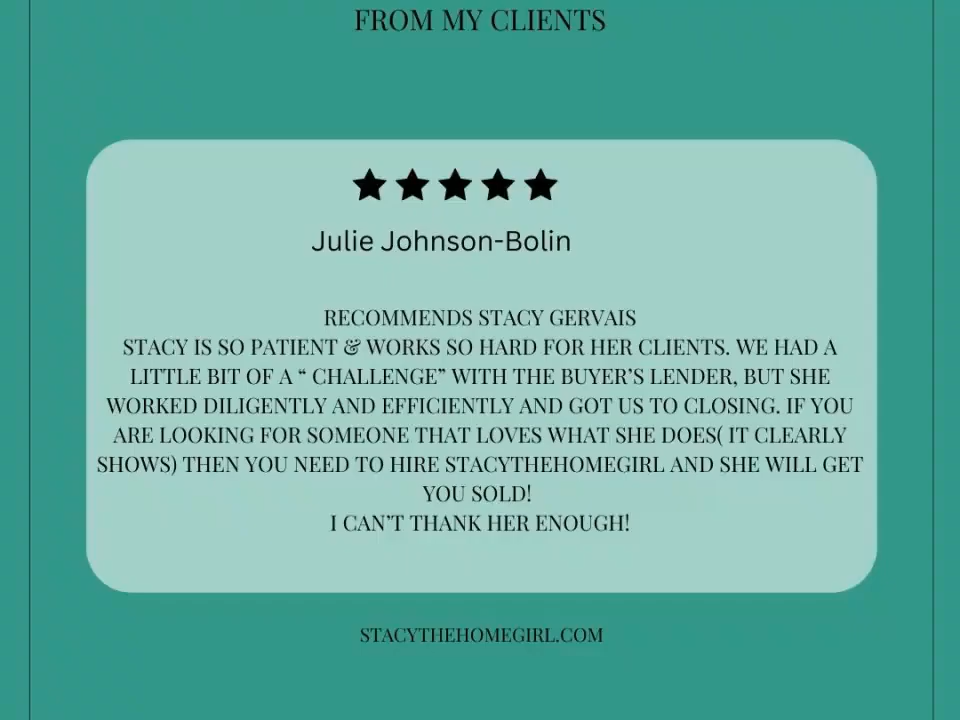 FROM MY CLIENTS
Julie Johnson-Bolin
RECOMMENDS STACY GERVAIS
STACY IS SO PATIENT & WORKS SO HARD FOR HER CLIENTS. WE HAD A
LITTLE BIT OF A “ CHALLENGE” WITH THE BUYER’S LENDER, BUT SHE
WORKED DILIGENTLY AND EFFICIENTLY AND GOT US TO CLOSING. IF YOU
ARE LOOKING FOR SOMEONE THAT LOVES WHAT SHE DOES( IT CLEARLY
SHOWS) THEN YOU NEED TO HIRE STACYTHEHOMEGIRL AND SHE WILL GET
YOU SOLD!
I CAN’T THANK HER ENOUGH!
STACYTHEHOMEGIRL.COM